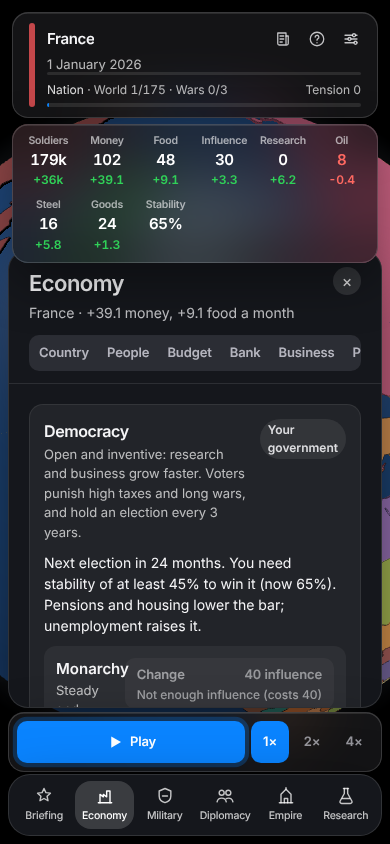 France
1 January 2026
Nation · World 1/175 · Wars 0/3 Tension 0
Soldiers Money Food Influence Research Oil
179k 102 48 30 0 8
+36k +39.1 +9.1 +3.3 +6.2 -0.4
Steel Goods Stability
16 24 65%
+5.8 +1.3
Economy
France · +39.1 money, +9.1 food a month
Country People Budget Bank Business P
Democracy
Your
government
Open and inventive: research
and business grow faster. Voters
punish high taxes and long wars,
and hold an election every 3
years.
Next election in 24 months. You need
stability of at least 45% to win it (now 65%).
Pensions and housing lower the bar;
unemployment raises it.
Monarchy Change 40 influence
Steady Not enough influence (costs 40)
Play 1× 2× 4×
Briefing Economy Military Diplomacy Empire Research